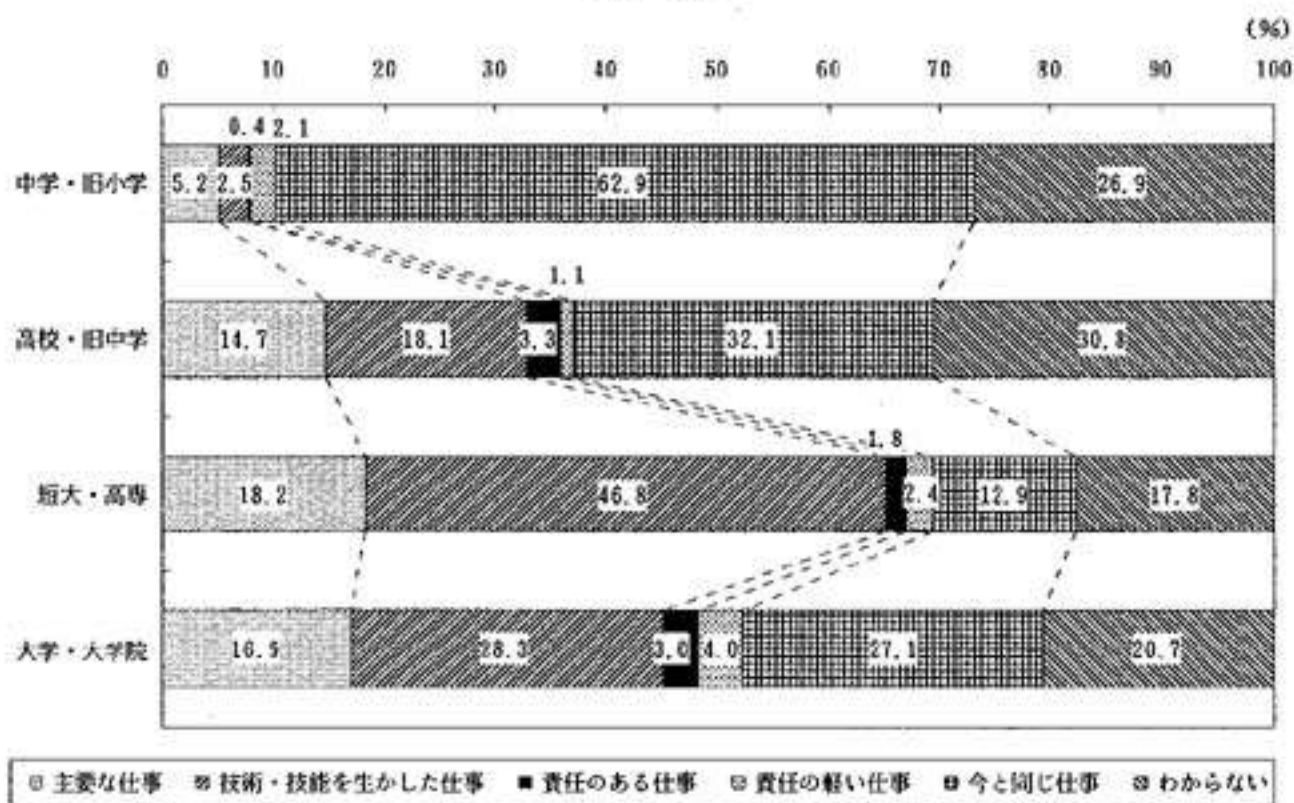 (%)
0 10 20 30 40 50 60 70 80 90 100
0.4 2.1
中学・旧小学 5.2 2.5 62.9 26.9
1.1
高校・旧中学 14.7 18.1 3.3 32.1 30.8
1.8
短大・高専 18.2 46.8 2.4 12.9 17.8
大学・大学院 16.9 28.3 3.0 4.0 27.1 20.7
主要な仕事 技術・技能を生かした仕事 責任のある仕事 責任の軽い仕事 今と同じ仕事 わからない